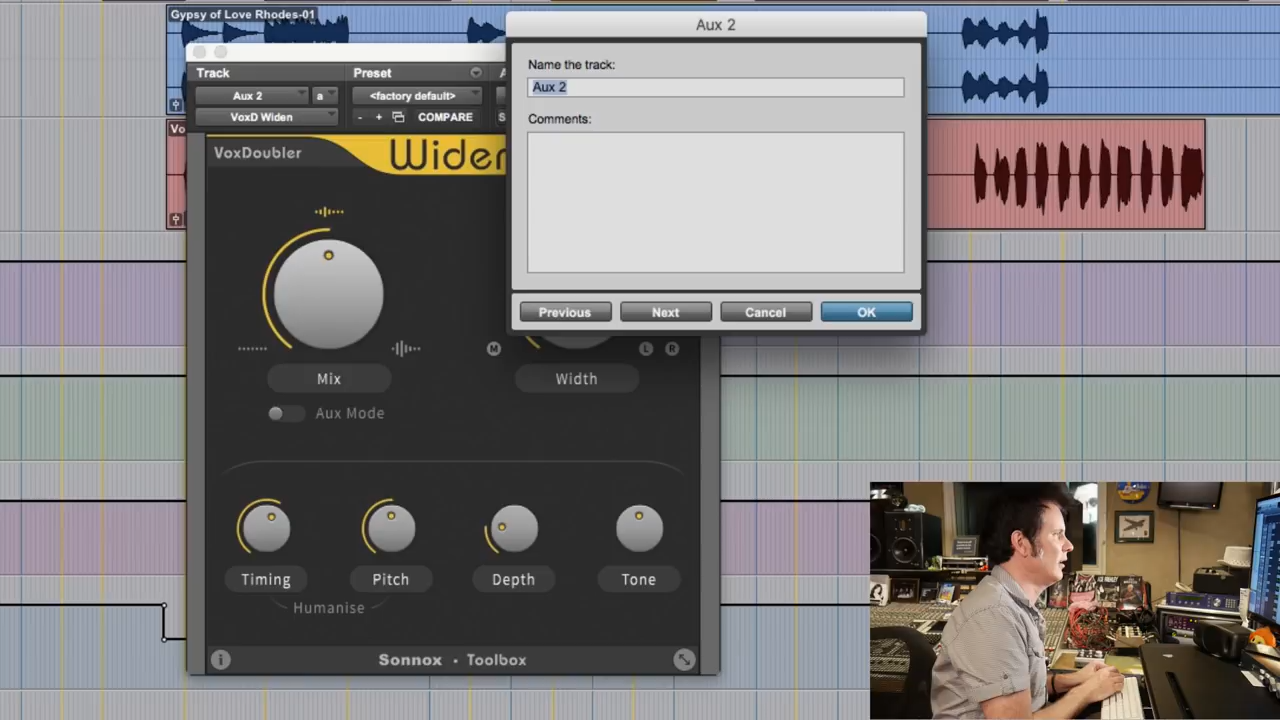 Gypsy of Love Rhodes-01
Aux 2
Name the track:
Aux 2
Comments:
Previous
Next
Cancel
OK
Track
Preset
Aux 2
a
<factory default>
VoxD Widen
- +
COMPARE
Vo
VoxDoubler
Widen
M
L
R
Mix
Width
Aux Mode
Timing
Pitch
Depth
Tone
Humanise
i
Sonnox · Toolbox